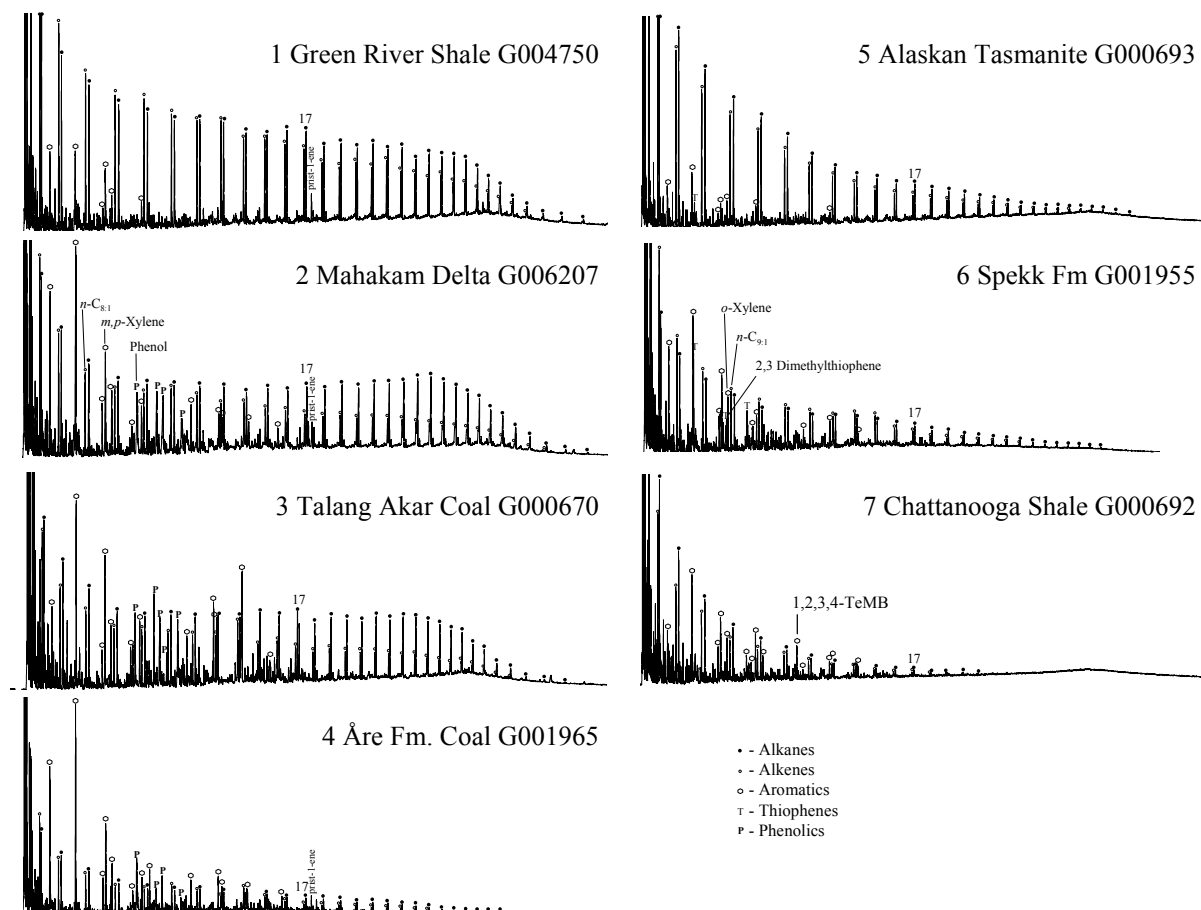 1 Green River Shale G004750
17
prist-1-ene
2 Mahakam Delta G006207
n-C8:1
m,p-Xylene
Phenol
P
P
P
P
17
prist-1-ene
3 Talang Akar Coal G000670
P
P
P
P
P
17
4 Åre Fm. Coal G001965
P
P
P
P
17
prist-1-ene
5 Alaskan Tasmanite G000693
T
17
6 Spekk Fm G001955
o-Xylene
n-C9:1
2,3 Dimethylthiophene
T
T
T
17
7 Chattanooga Shale G000692
1,2,3,4-TeMB
17
- Alkanes
- Alkenes
- Aromatics
T - Thiophenes
P - Phenolics